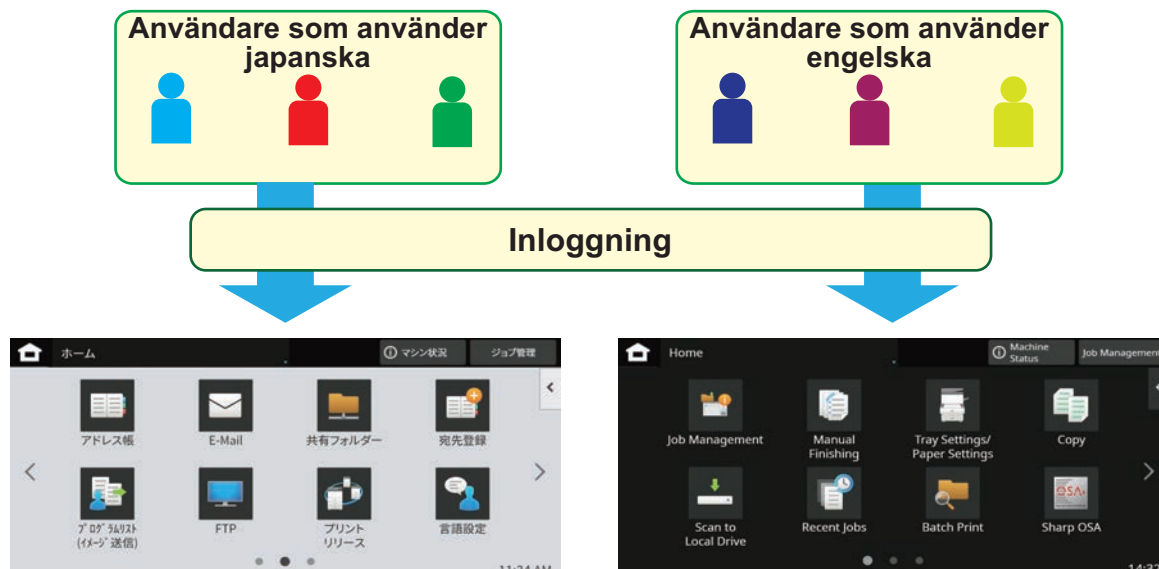 Användare som använder
japanska
Användare som använder
engelska
Inloggning
ホーム
マシン状況
ジョブ管理
アドレス帳
E-Mail
共有フォルダー
宛先登録
プログラムリスト
(イメージ送信)
FTP
プリント
リリース
言語設定
11:34 AM
Home
Machine
Status
Job Management
Job Management
Manual
Finishing
Tray Settings/
Paper Settings
Copy
Scan to
Local Drive
Recent Jobs
Batch Print
OSA
Sharp OSA